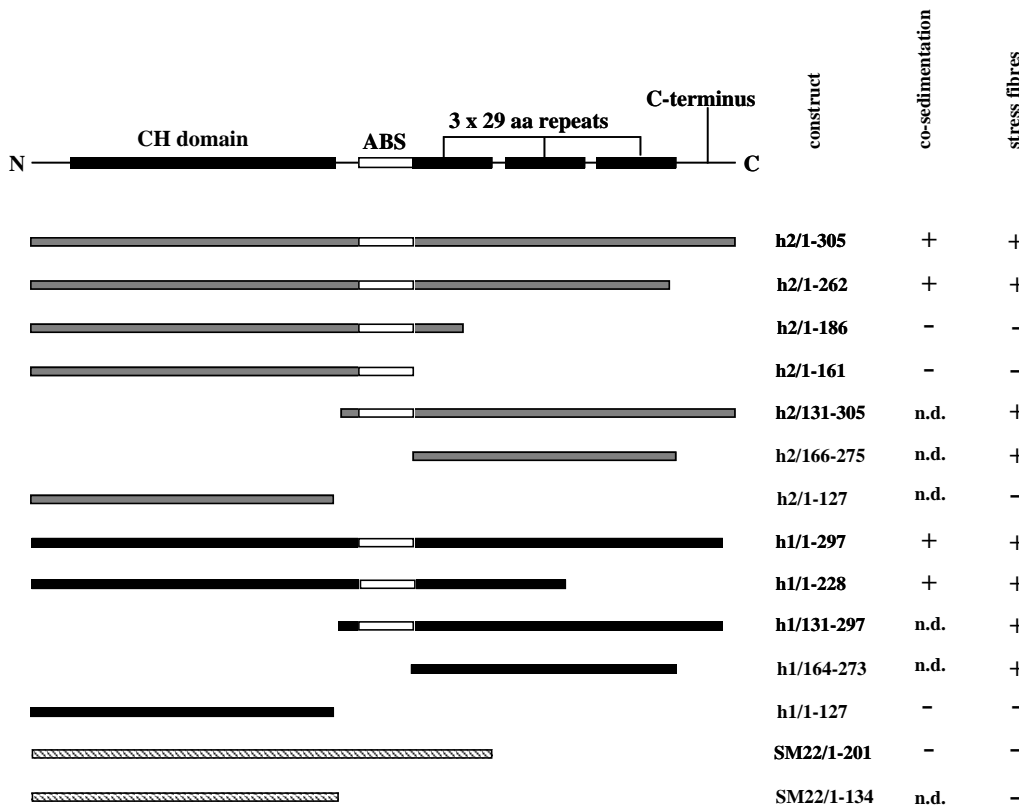 construct
co-sedimentation
stress fibres
C-terminus
3 x 29 aa repeats
CH domain
ABS
N
C
h2/1-305 + +
h2/1-262 + +
h2/1-186 - -
h2/1-161 - -
h2/131-305 n.d. +
h2/166-275 n.d. +
h2/1-127 n.d. -
h1/1-297 + +
h1/1-228 + +
h1/131-297 n.d. +
h1/164-273 n.d. +
h1/1-127 - -
SM22/1-201 - -
SM22/1-134 n.d. -